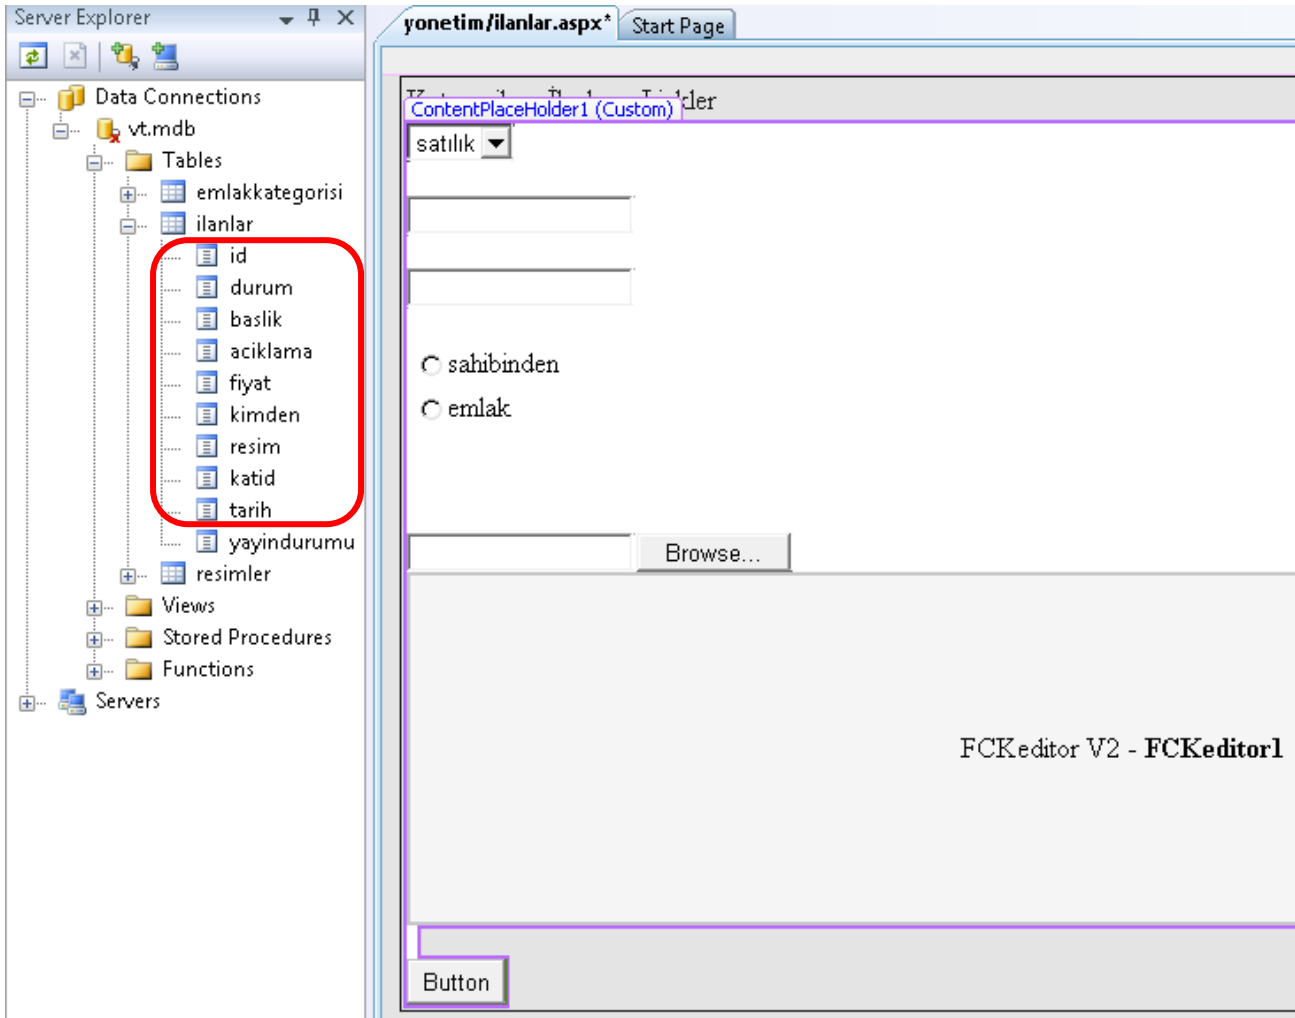 Server Explorer
Data Connections
vt.mdb
Tables
emlakkategorisi
ilanlar
id
durum
baslik
aciklama
fiyat
kimden
resim
katid
tarih
yayindurumu
resimler
Views
Stored Procedures
Functions
Servers
yonetim/ilanlar.aspx*
Start Page
ContentPlaceHolder1 (Custom)
satılık
sahibinden
emlak
Browse...
FCKeditor V2 - FCKeditor1
Button